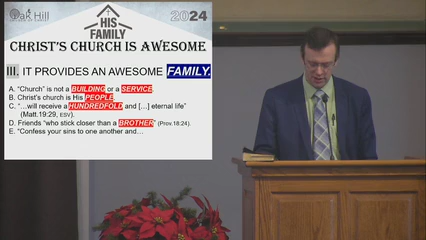 Oak Hill
HIS
FAMILY
2024
CHRIST'S CHURCH IS AWESOME
III. IT PROVIDES AN AWESOME FAMILY.
A. "Church" is not a BUILDING or a SERVICE.
B. Christ's church is His PEOPLE.
C. "…will receive a HUNDREDFOLD and […] eternal life"
(Matt.19:29, ESV).
D. Friends "who stick closer than a BROTHER" (Prov.18:24).
E. "Confess your sins to one another and…